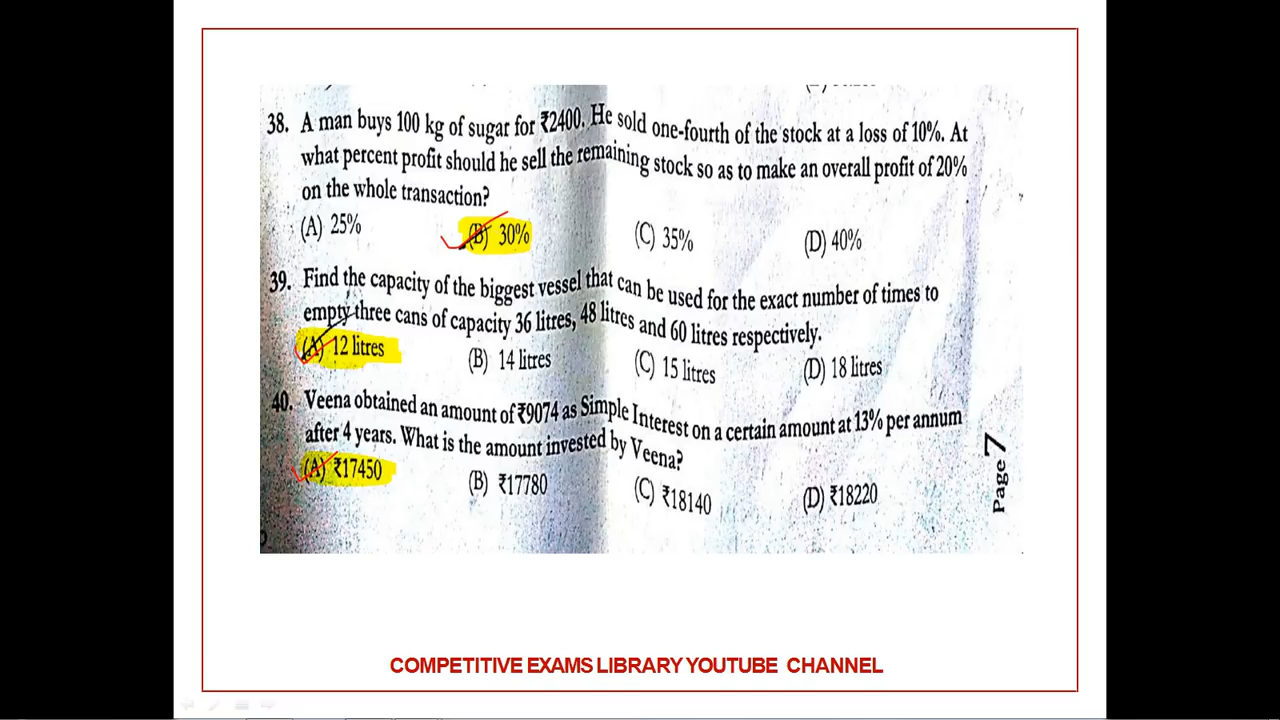 38. A man buys 100 kg of sugar for ₹2400. He sold one-fourth of the stock at a loss of 10%. At
what percent profit should he sell the remaining stock so as to make an overall profit of 20%
on the whole transaction?
(A) 25% (B) 30% (C) 35% (D) 40%
39. Find the capacity of the biggest vessel that can be used for the exact number of times to
empty three cans of capacity 36 litres, 48 litres and 60 litres respectively.
(A) 12 litres (B) 14 litres (C) 15 litres (D) 18 litres
40. Veena obtained an amount of ₹9074 as Simple Interest on a certain amount at 13% per annum
after 4 years. What is the amount invested by Veena?
(A) ₹17450 (B) ₹17780 (C) ₹18140 (D) ₹18220
Page 7
COMPETITIVE EXAMS LIBRARY YOUTUBE CHANNEL